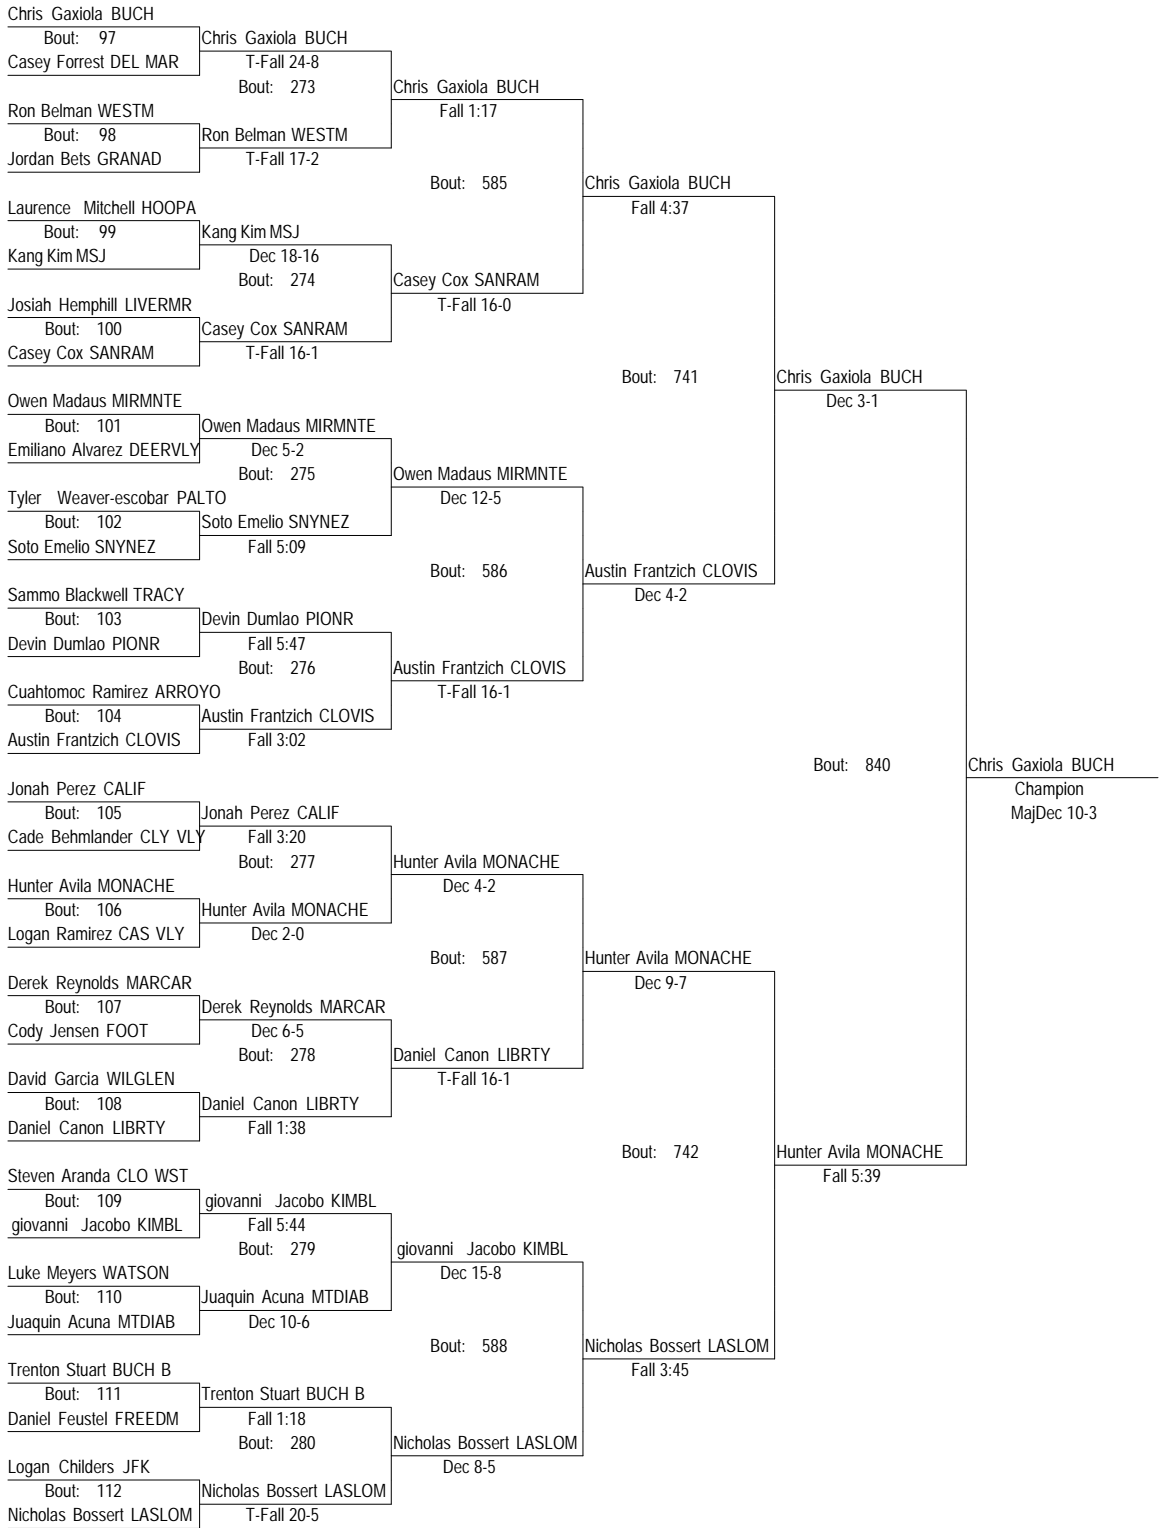 Chris Gaxiola BUCH
Bout: 97
Chris Gaxiola BUCH
Casey Forrest DEL MAR
T-Fall 24-8
Bout: 273
Chris Gaxiola BUCH
Ron Belman WESTM
Fall 1:17
Bout: 98
Ron Belman WESTM
Jordan Bets GRANAD
T-Fall 17-2
Bout: 585
Chris Gaxiola BUCH
Laurence Mitchell HOOPA
Fall 4:37
Bout: 99
Kang Kim MSJ
Kang Kim MSJ
Dec 18-16
Bout: 274
Casey Cox SANRAM
Josiah Hemphill LIVERMR
T-Fall 16-0
Bout: 100
Casey Cox SANRAM
Casey Cox SANRAM
T-Fall 16-1
Bout: 741
Chris Gaxiola BUCH
Owen Madaus MIRMNTE
Dec 3-1
Bout: 101
Owen Madaus MIRMNTE
Emiliano Alvarez DEERVLY
Dec 5-2
Bout: 275
Owen Madaus MIRMNTE
Tyler Weaver-escobar PALTO
Dec 12-5
Bout: 102
Soto Emelio SNYNEZ
Soto Emelio SNYNEZ
Fall 5:09
Bout: 586
Austin Frantzich CLOVIS
Sammo Blackwell TRACY
Dec 4-2
Bout: 103
Devin Dumlao PIONR
Devin Dumlao PIONR
Fall 5:47
Bout: 276
Austin Frantzich CLOVIS
Cuahtomoc Ramirez ARROYO
T-Fall 16-1
Bout: 104
Austin Frantzich CLOVIS
Austin Frantzich CLOVIS
Fall 3:02
Bout: 840
Chris Gaxiola BUCH
Jonah Perez CALIF
Champion
Bout: 105
Jonah Perez CALIF
MajDec 10-3
Cade Behmlander CLY VLY
Fall 3:20
Bout: 277
Hunter Avila MONACHE
Hunter Avila MONACHE
Dec 4-2
Bout: 106
Hunter Avila MONACHE
Logan Ramirez CAS VLY
Dec 2-0
Bout: 587
Hunter Avila MONACHE
Derek Reynolds MARCAR
Dec 9-7
Bout: 107
Derek Reynolds MARCAR
Cody Jensen FOOT
Dec 6-5
Bout: 278
Daniel Canon LIBRTY
David Garcia WILGLEN
T-Fall 16-1
Bout: 108
Daniel Canon LIBRTY
Daniel Canon LIBRTY
Fall 1:38
Bout: 742
Hunter Avila MONACHE
Steven Aranda CLO WST
Fall 5:39
Bout: 109
giovanni Jacobo KIMBL
giovanni Jacobo KIMBL
Fall 5:44
Bout: 279
giovanni Jacobo KIMBL
Luke Meyers WATSON
Dec 15-8
Bout: 110
Juaquin Acuna MTDIAB
Juaquin Acuna MTDIAB
Dec 10-6
Bout: 588
Nicholas Bossert LASLOM
Trenton Stuart BUCH B
Fall 3:45
Bout: 111
Trenton Stuart BUCH B
Daniel Feustel FREEDM
Fall 1:18
Bout: 280
Nicholas Bossert LASLOM
Logan Childers JFK
Dec 8-5
Bout: 112
Nicholas Bossert LASLOM
Nicholas Bossert LASLOM
T-Fall 20-5